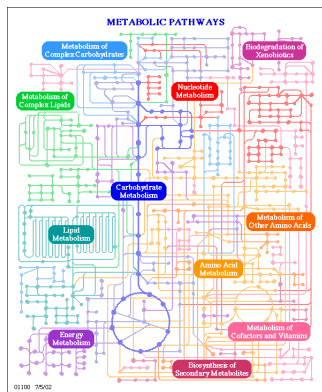 METABOLIC PATHWAYS
Metabolism of
Complex Carbohydrates
Biodegradation of
Xenobiotics
Nucleotide
Metabolism
Metabolism of
Complex Lipids
Carbohydrate
Metabolism
Metabolism of
Other Amino Acids
Lipid
Metabolism
Amino Acid
Metabolism
Energy
Metabolism
Metabolism of
Cofactors and Vitamins
Biosynthesis of
Secondary Metabolites
01100 7/5/02